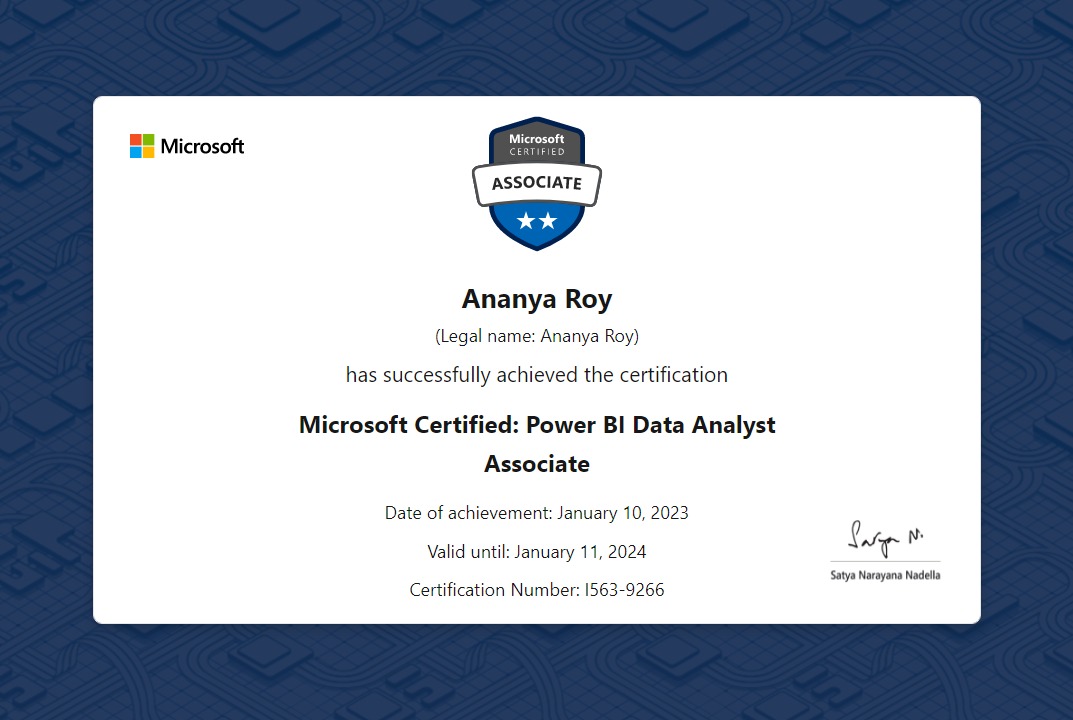 Microsoft
Microsoft
CERTIFIED
ASSOCIATE
Ananya Roy
(Legal name: Ananya Roy)
has successfully achieved the certification
Microsoft Certified: Power BI Data Analyst
Associate
Date of achievement: January 10, 2023
Valid until: January 11, 2024
Certification Number: I563-9266
Satya N.
Satya Narayana Nadella